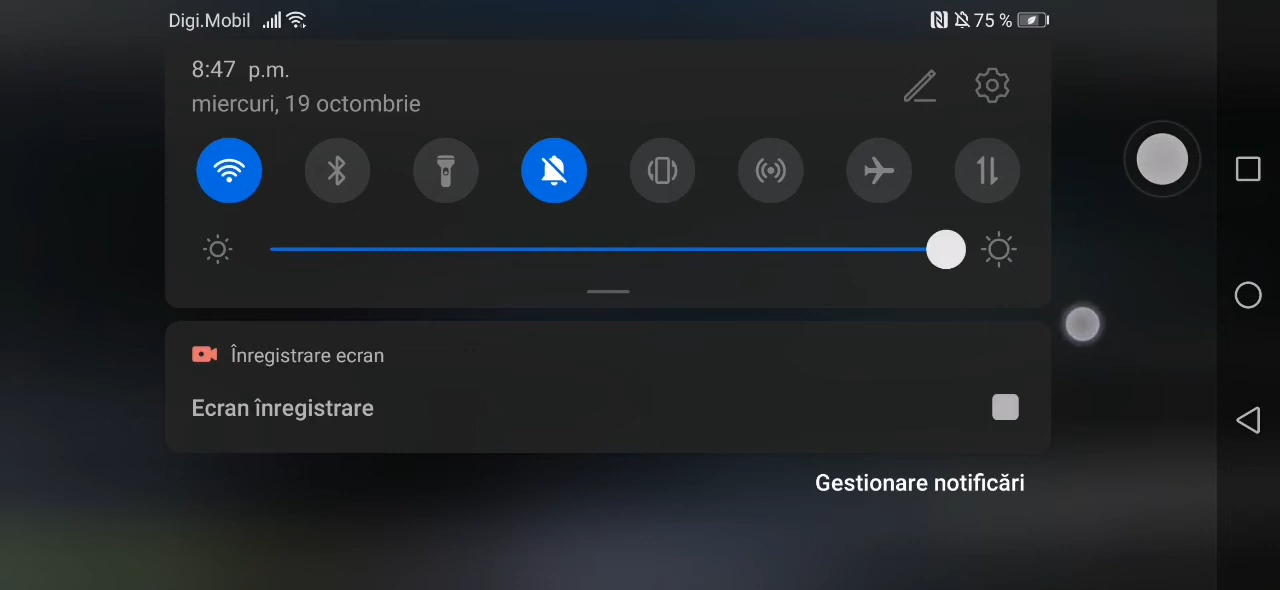 Digi.Mobil
75 %
8:47 p.m.
miercuri, 19 octombrie
Înregistrare ecran
Ecran înregistrare
Gestionare notificări